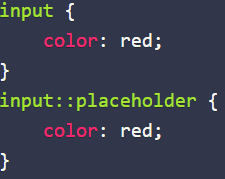 input {
    color: red;
}
input::placeholder {
    color: red;
}